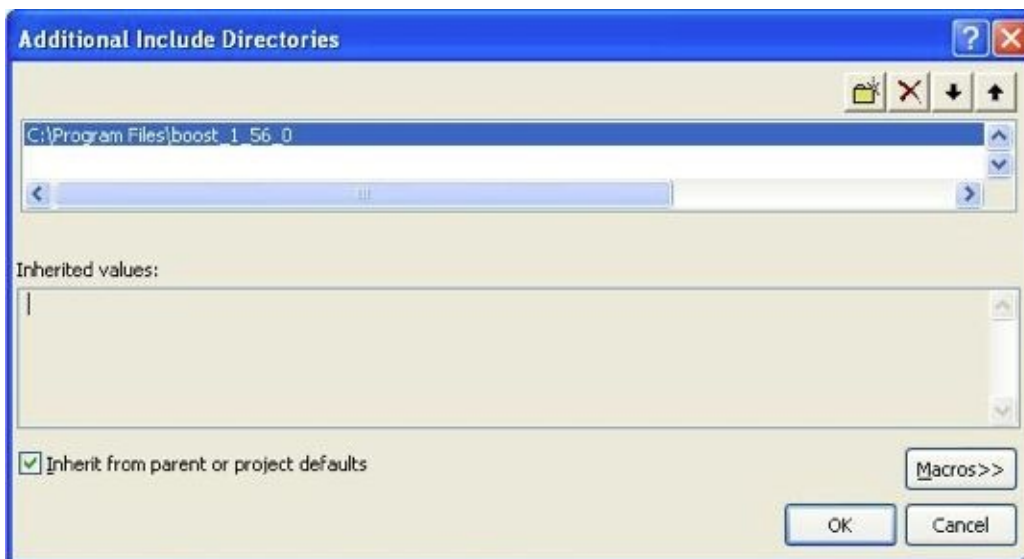 Additional Include Directories
C:\Program Files\boost_1_56_0
Inherited values:
Inherit from parent or project defaults
Macros>>
OK
Cancel